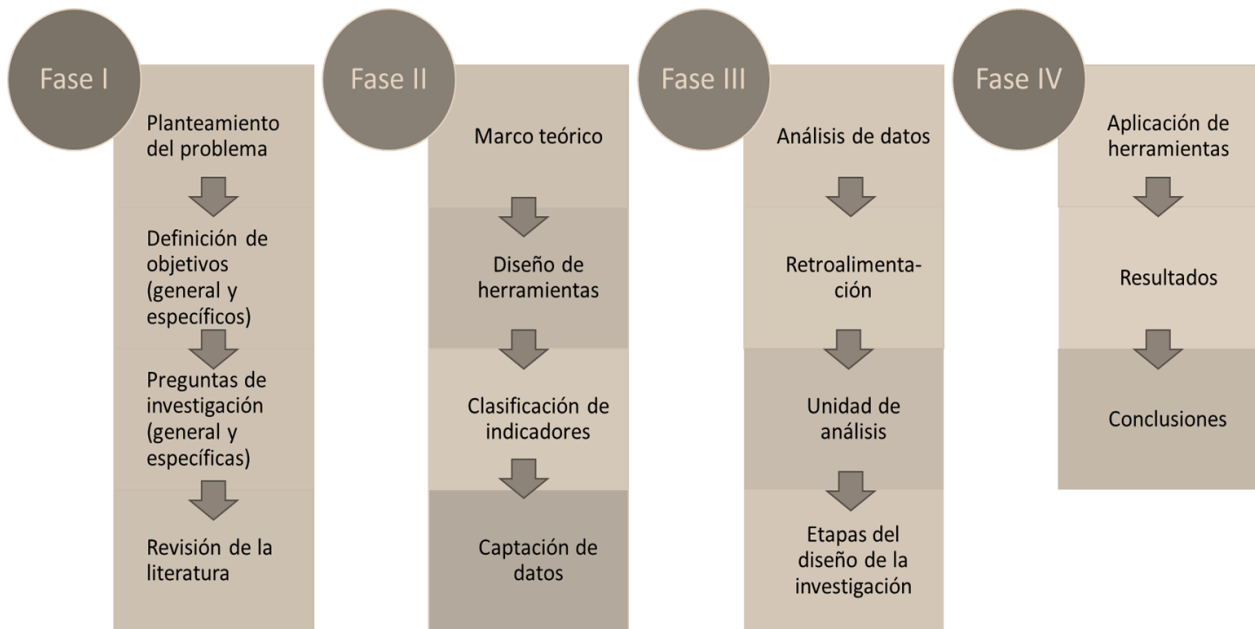 Fase I
Planteamiento
del problema
Definición de
objetivos
(general y
específicos)
Preguntas de
investigación
(general y
específicas)
Revisión de la
literatura
Fase II
Marco teórico
Diseño de
herramientas
Clasificación de
indicadores
Captación de
datos
Fase III
Análisis de datos
Retroalimenta-
ción
Unidad de
análisis
Etapas del
diseño de la
investigación
Fase IV
Aplicación de
herramientas
Resultados
Conclusiones